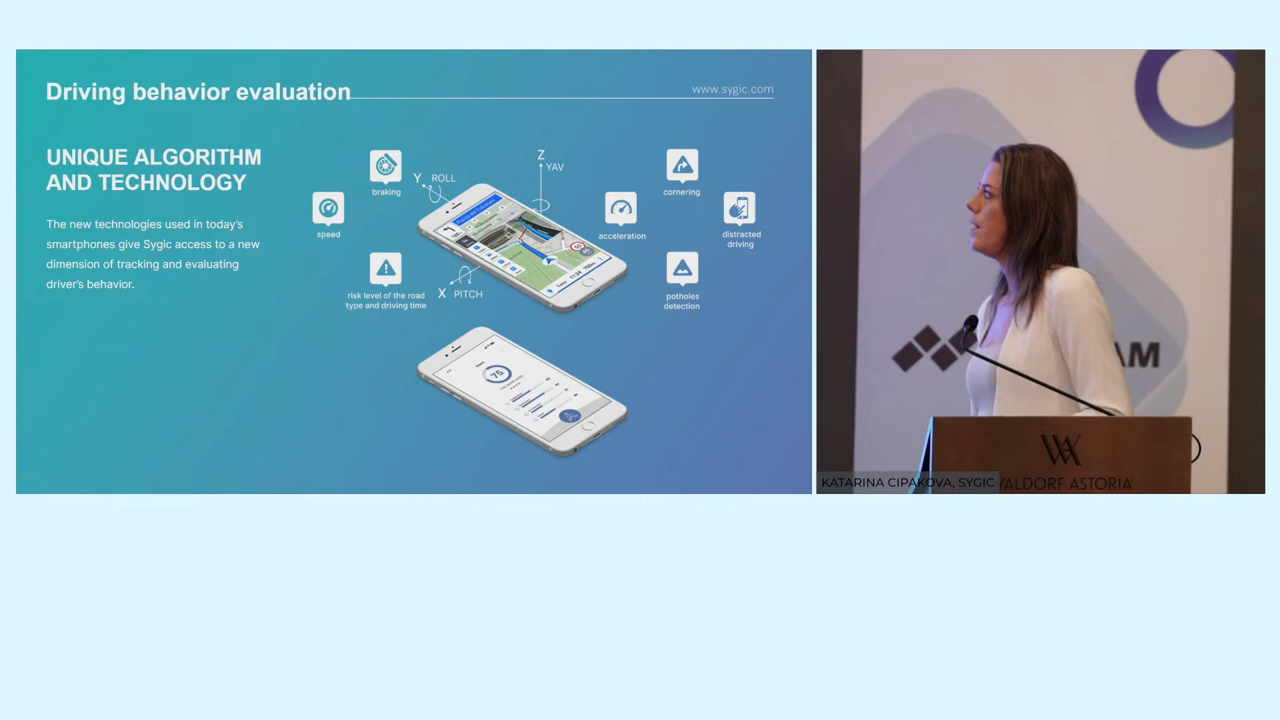 Driving behavior evaluation
www.sygic.com
UNIQUE ALGORITHM
AND TECHNOLOGY
The new technologies used in today's
smartphones give Sygic access to a new
dimension of tracking and evaluating
driver's behavior.
braking
speed
risk level of the road
type and driving time
Y ROLL
Z
YAV
X PITCH
acceleration
cornering
distracted
driving
potholes
detection
75
AM
KATARINA CIPAKOVA, SYGIC
WALDORF ASTORIA